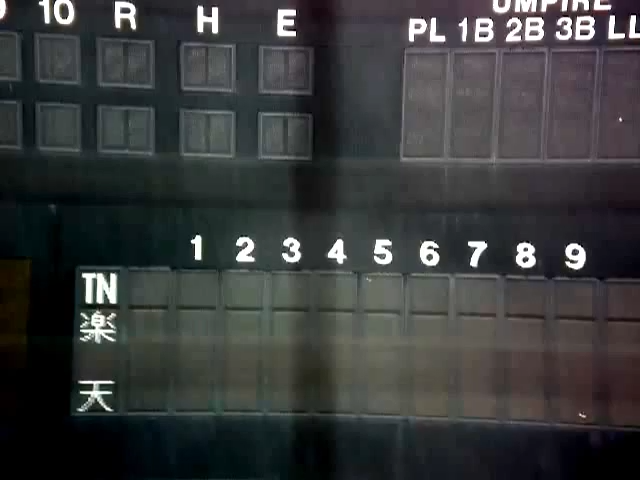 10 R H E
UMPIRE
PL 1B 2B 3B LL
1 2 3 4 5 6 7 8 9
TN
楽
天